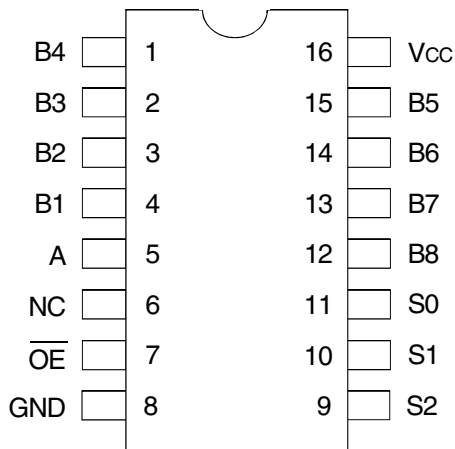 B4 1 16 VCC
B3 2 15 B5
B2 3 14 B6
B1 4 13 B7
A 5 12 B8
NC 6 11 S0
O̅E̅ 7 10 S1
GND 8 9 S2